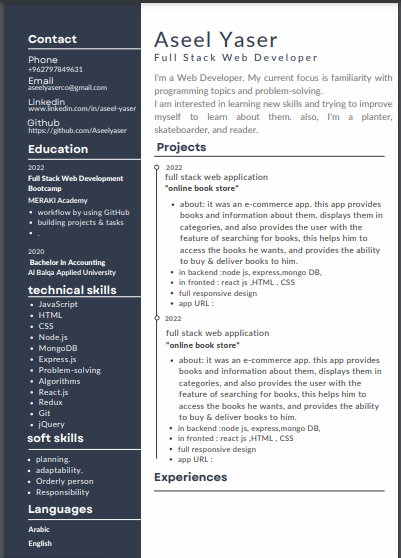 Contact
Phone
+962797849631
Email
aseelyaserco@gmail.com
Linkedin
www.linkedin.com/in/aseel-yaser
Github
https://github.com/Aseelyaser
Education
2022
Full Stack Web Development
Bootcamp
MERAKI Academy
• workflow by using GitHub
• building projects & tasks
• .
2020
Bachelor in Accounting
Al Balqa Applied University
technical skills
• JavaScript
• HTML
• CSS
• Node.js
• MongoDB
• Express.js
• Problem-solving
• Algorithms
• React.js
• Redux
• Git
• jQuery
soft skills
• planning.
• adaptability.
• Orderly person
• Responsibility
Languages
Arabic
English
Aseel Yaser
Full Stack Web Developer
I'm a Web Developer. My current focus is familiarity with
programming topics and problem-solving.
I am interested in learning new skills and trying to improve
myself to learn about them. also, I'm a planter,
skateboarder, and reader.
Projects
2022
full stack web application
"online book store"
• about: it was an e-commerce app. this app provides
books and information about them, displays them in
categories, and also provides the user with the
feature of searching for books, this helps him to
access the books he wants, and provides the ability
to buy & deliver books to him.
• in backend :node js, express,mongo DB,
• in fronted : react js ,HTML , CSS
• full responsive design
• app URL :
2022
full stack web application
"online book store"
• about: it was an e-commerce app. this app provides
books and information about them, displays them in
categories, and also provides the user with the
feature of searching for books, this helps him to
access the books he wants, and provides the ability
to buy & deliver books to him.
• in backend :node js, express,mongo DB,
• in fronted : react js ,HTML , CSS
• full responsive design
• app URL :
Experiences